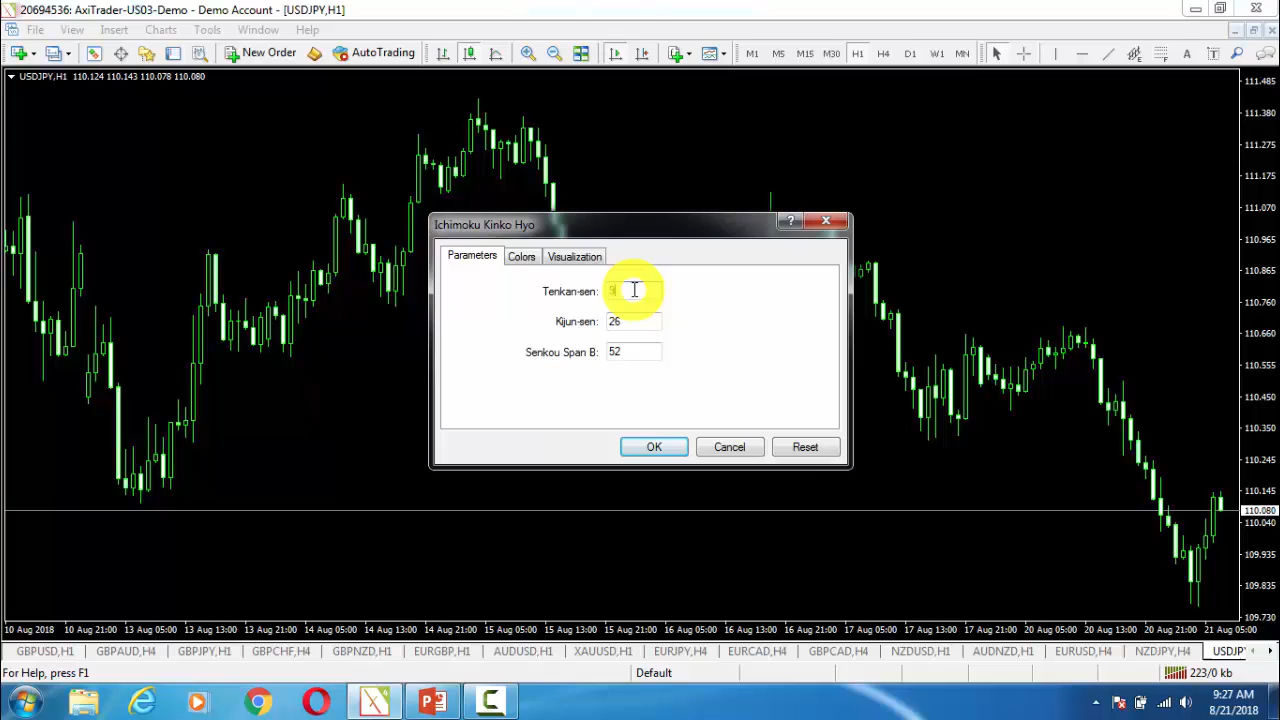 20694536: AxiTrader-US03-Demo - Demo Account - [USDJPY,H1]
File View Insert Charts Tools Window Help
New Order AutoTrading M1 M5 M15 M30 H1 H4 D1 W1 MN A T
USDJPY,H1 110.124 110.143 110.078 110.080
111.485
111.380
111.275
111.170
111.065
110.965
110.865
110.760
110.655
110.555
110.450
110.345
110.245
110.145
110.080
110.040
109.935
109.835
109.730
Ichimoku Kinko Hyo
Parameters Colors Visualization
Tenkan-sen: 9
Kijun-sen: 26
Senkou Span B: 52
OK Cancel Reset
10 Aug 2018 10 Aug 21:00 13 Aug 05:00 13 Aug 13:00 13 Aug 21:00 14 Aug 05:00 14 Aug 13:00 14 Aug 21:00 15 Aug 05:00 15 Aug 13:00 15 Aug 21:00 16 Aug 05:00 16 Aug 13:00 16 Aug 21:00 17 Aug 05:00 17 Aug 13:00 17 Aug 21:00 20 Aug 05:00 20 Aug 13:00 20 Aug 21:00 21 Aug 05:00
GBPUSD,H1 GBPAUD,H4 GBPJPY,H1 GBPCHF,H4 GBPNZD,H1 EURGBP,H1 AUDUSD,H1 XAUUSD,H1 EURJPY,H4 EURCAD,H4 GBPCAD,H4 NZDUSD,H1 AUDNZD,H1 EURUSD,H4 NZDJPY,H4 USDJPY
For Help, press F1 Default 223/0 kb
9:27 AM
8/21/2018